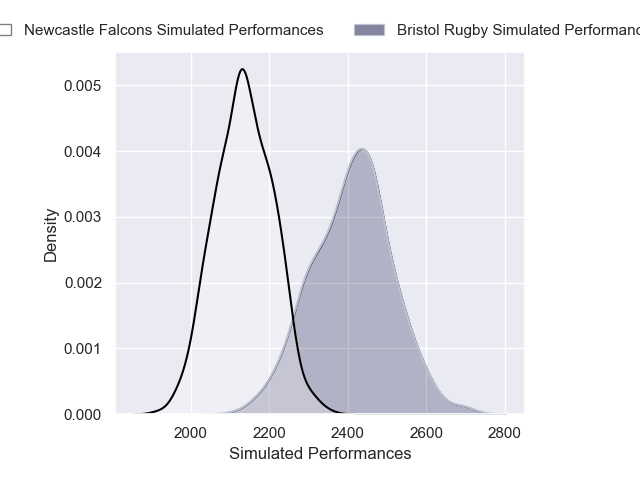 Newcastle Falcons Simulated Performances
Bristol Rugby Simulated
0.005
0.004
0.003
0.002
0.001
0.000
Density
2000 2200 2400 2600 2800
Simulated Performances